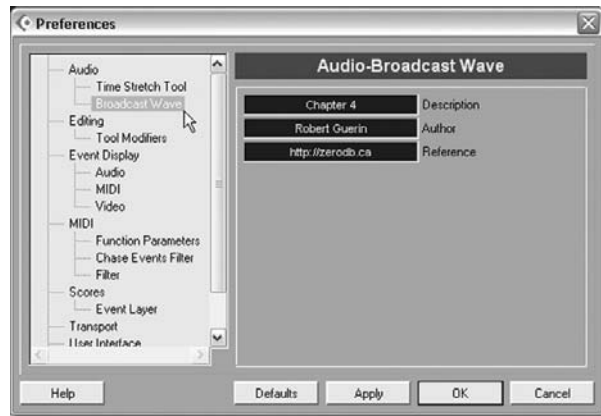 Preferences
Audio
Time Stretch Tool
Broadcast Wave
Editing
Tool Modifiers
Event Display
Audio
MIDI
Video
MIDI
Function Parameters
Chase Events Filter
Filter
Scores
Event Layer
Transport
User Interface
Audio-Broadcast Wave
Chapter 4 Description
Robert Guerin Author
http://zerodb.ca Reference
Help Defaults Apply OK Cancel